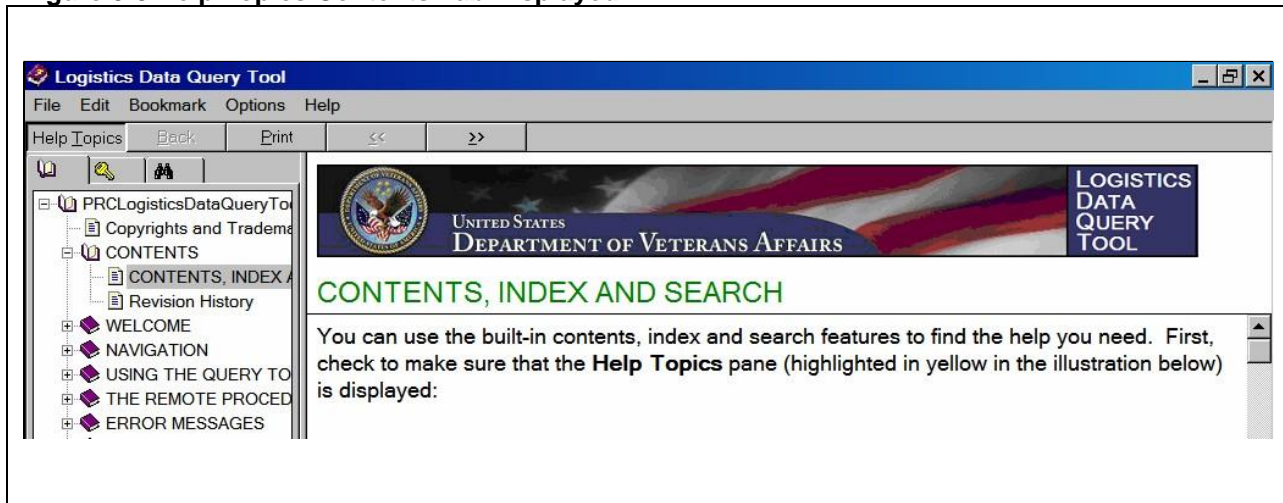 Logistics Data Query Tool
File Edit Bookmark Options Help
Help Topics Back Print << >>
PRCLogisticsDataQueryToo
Copyrights and Tradema
CONTENTS
CONTENTS, INDEX A
Revision History
WELCOME
NAVIGATION
USING THE QUERY TO
THE REMOTE PROCED
ERROR MESSAGES
UNITED STATES
DEPARTMENT OF VETERANS AFFAIRS
LOGISTICS
DATA
QUERY
TOOL
CONTENTS, INDEX AND SEARCH
You can use the built-in contents, index and search features to find the help you need. First,
check to make sure that the Help Topics pane (highlighted in yellow in the illustration below)
is displayed: